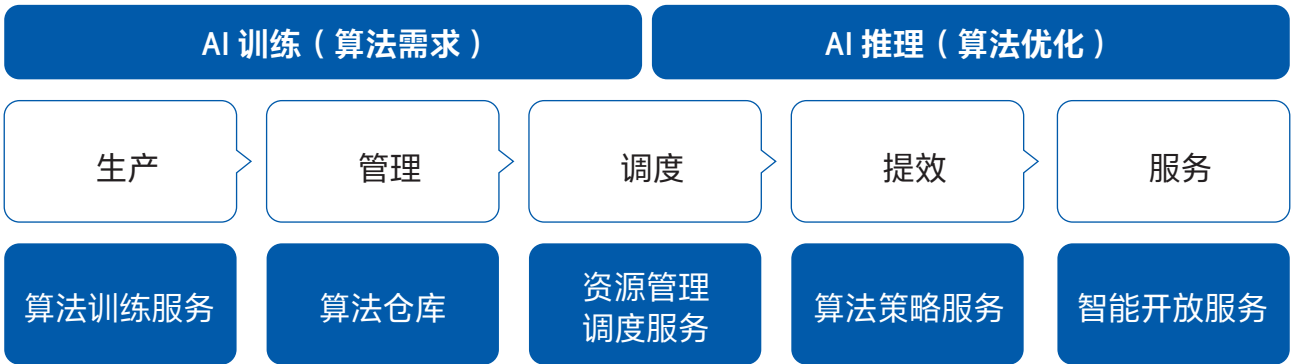 AI 训练（算法需求）
AI 推理（算法优化）
生产
管理
调度
提效
服务
算法训练服务
算法仓库
资源管理
调度服务
算法策略服务
智能开放服务